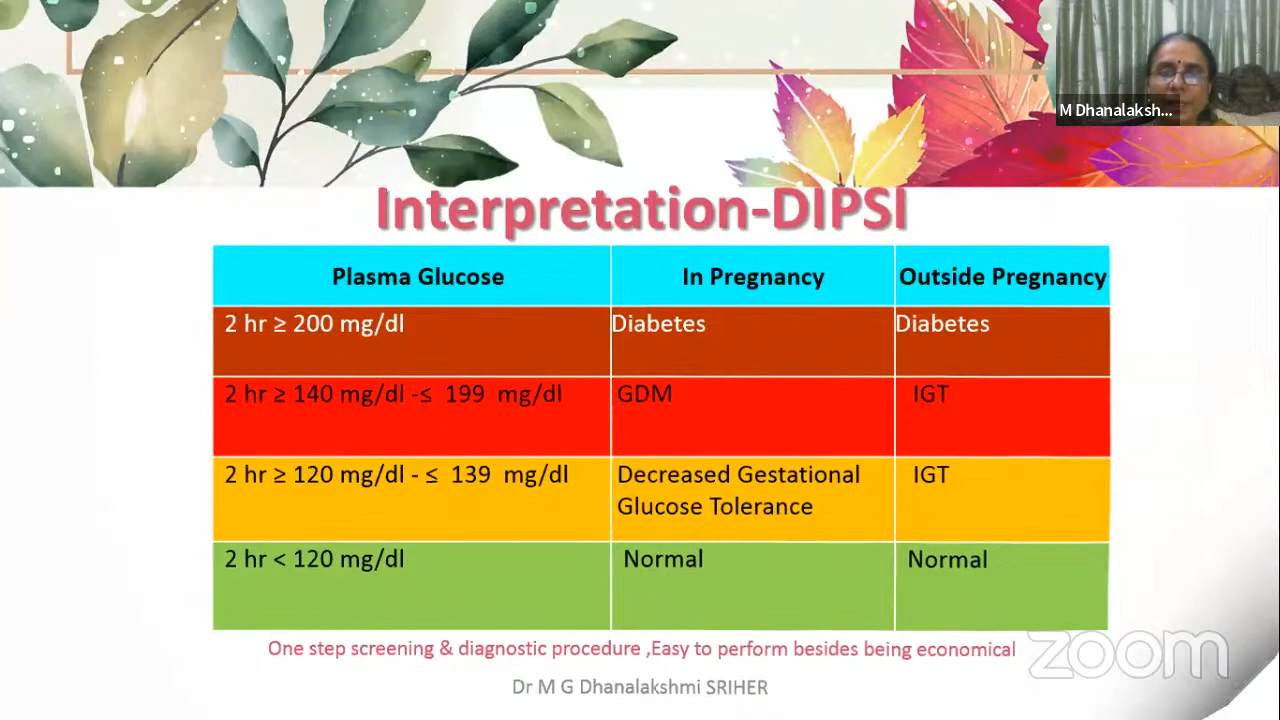 M Dhanalaksh...
Interpretation-DIPSI
Plasma Glucose
In Pregnancy
Outside Pregnancy
2 hr ≥ 200 mg/dl
Diabetes
Diabetes
2 hr ≥ 140 mg/dl -≤ 199 mg/dl
GDM
IGT
2 hr ≥ 120 mg/dl - ≤ 139 mg/dl
Decreased Gestational
Glucose Tolerance
IGT
2 hr < 120 mg/dl
Normal
Normal
One step screening & diagnostic procedure ,Easy to perform besides being economical
Dr M G Dhanalakshmi SRIHER
zoom